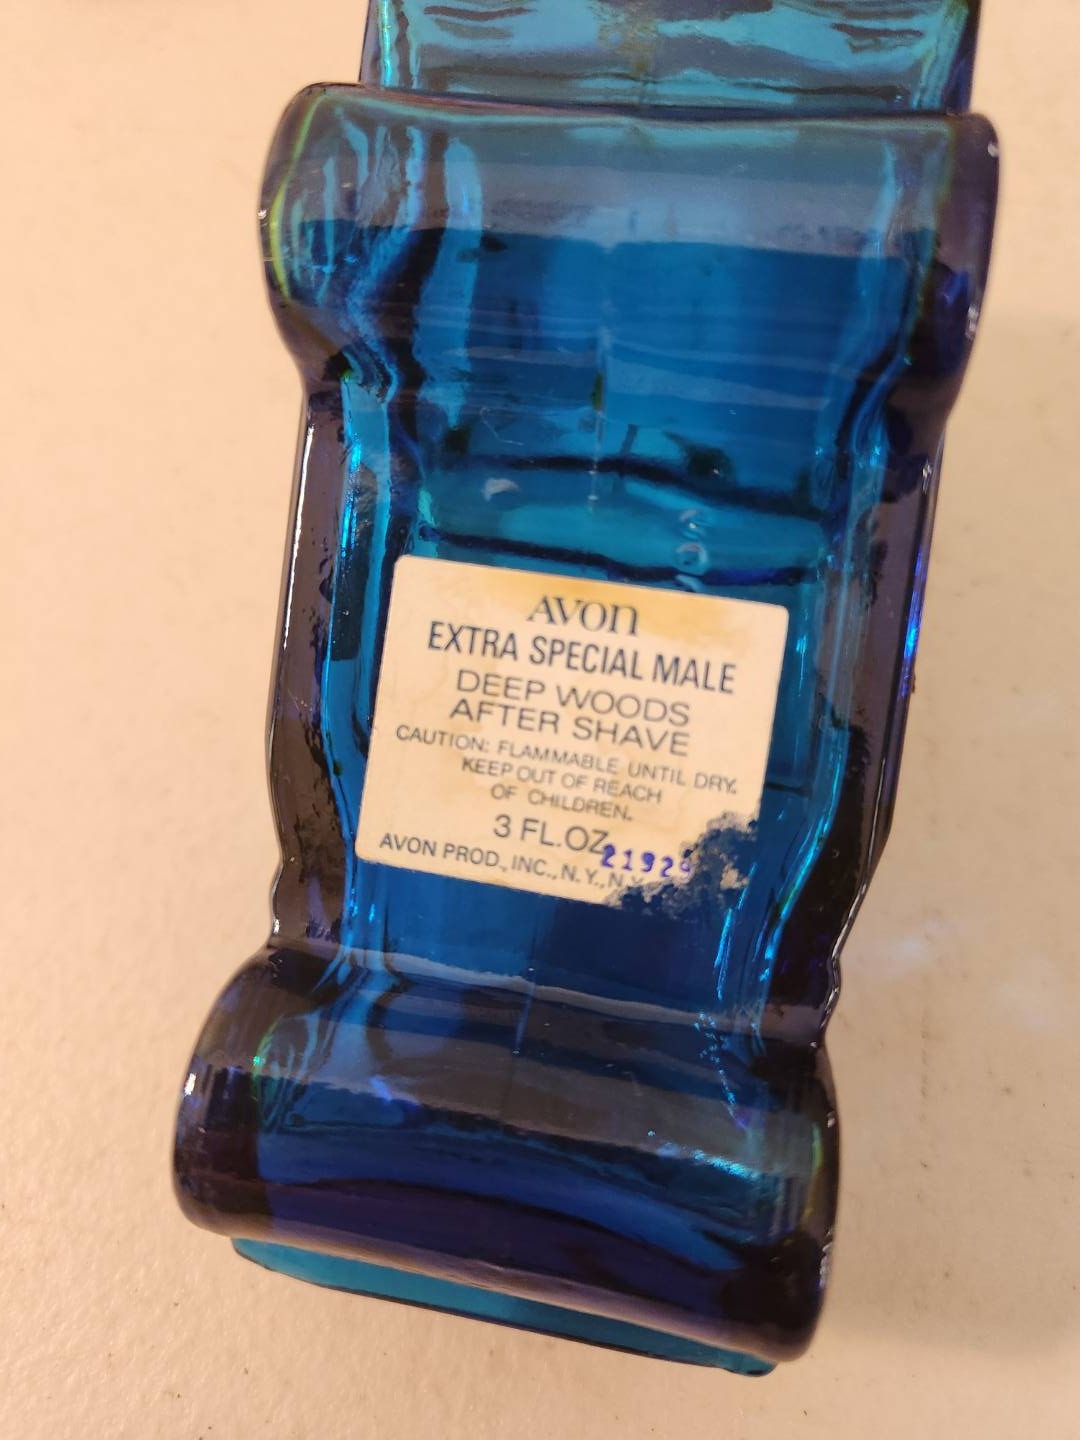 AVON
EXTRA SPECIAL MALE
DEEP WOODS
AFTER SHAVE
CAUTION: FLAMMABLE UNTIL DRY.
KEEP OUT OF REACH
OF CHILDREN.
3 FL.OZ.
AVON PROD., INC., N.Y., N.Y.